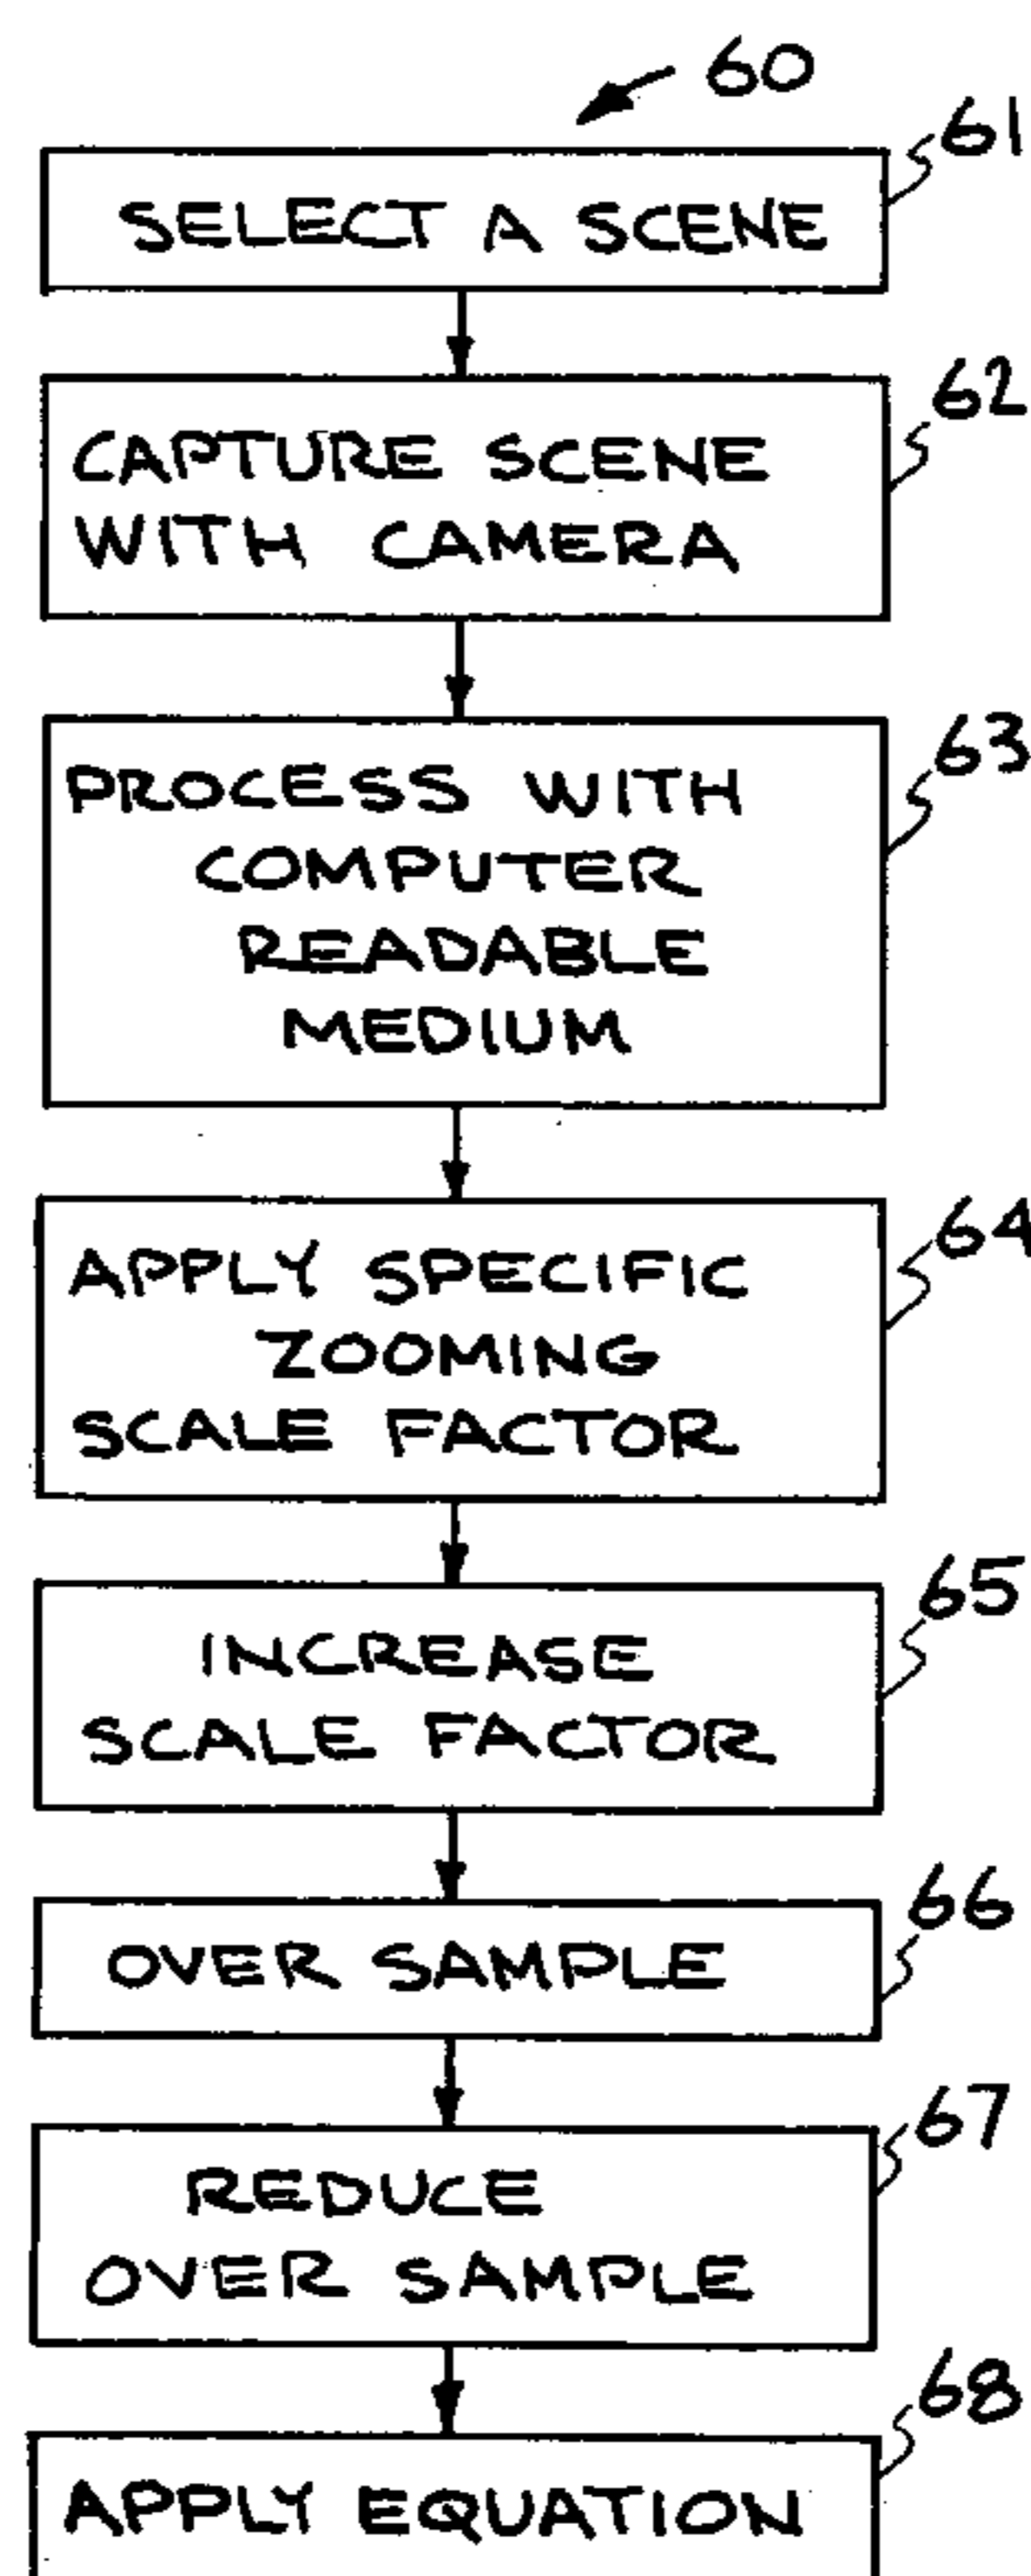 60
61
SELECT A SCENE
62
CAPTURE SCENE
WITH CAMERA
63
PROCESS WITH
COMPUTER
READABLE
MEDIUM
64
APPLY SPECIFIC
ZOOMING
SCALE FACTOR
65
INCREASE
SCALE FACTOR
66
OVER SAMPLE
67
REDUCE
OVER SAMPLE
68
APPLY EQUATION